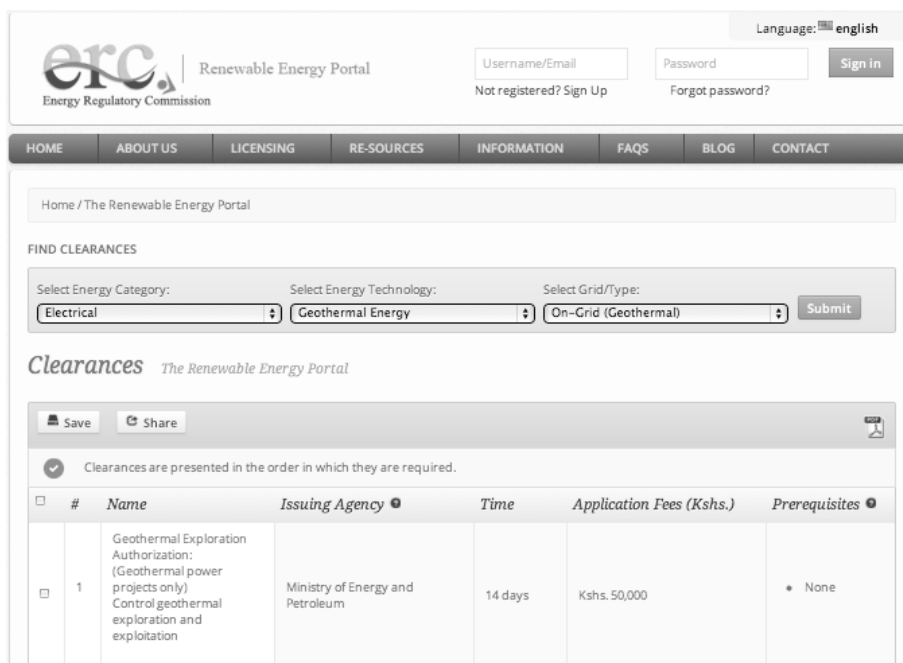 Language: english
erc.
Energy Regulatory Commission
Renewable Energy Portal
Username/Email
Password
Sign in
Not registered? Sign Up
Forgot password?
HOME ABOUT US LICENSING RE-SOURCES INFORMATION FAQS BLOG CONTACT
Home / The Renewable Energy Portal
FIND CLEARANCES
Select Energy Category: Select Energy Technology: Select Grid/Type:
Electrical Geothermal Energy On-Grid (Geothermal) Submit
Clearances The Renewable Energy Portal
Save Share
PDF
Clearances are presented in the order in which they are required.
# Name Issuing Agency ? Time Application Fees (Kshs.) Prerequisites ?
1
Geothermal Exploration
Authorization:
(Geothermal power
projects only)
Control geothermal
exploration and
exploitation
Ministry of Energy and
Petroleum
14 days
Kshs. 50,000
• None